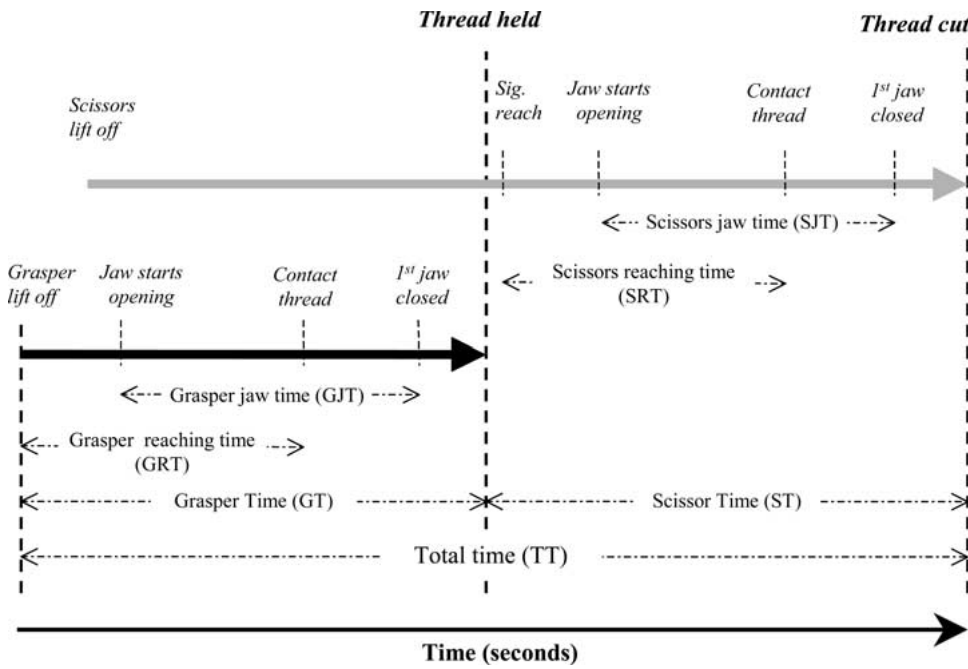 Thread held
Thread cut
Scissors
lift off
Sig.
reach
Jaw starts
opening
Contact
thread
1st jaw
closed
Scissors jaw time (SJT)
Scissors reaching time
(SRT)
Grasper
lift off
Jaw starts
opening
Contact
thread
1st jaw
closed
Grasper jaw time (GJT)
Grasper reaching time
(GRT)
Grasper Time (GT)
Scissor Time (ST)
Total time (TT)
Time (seconds)